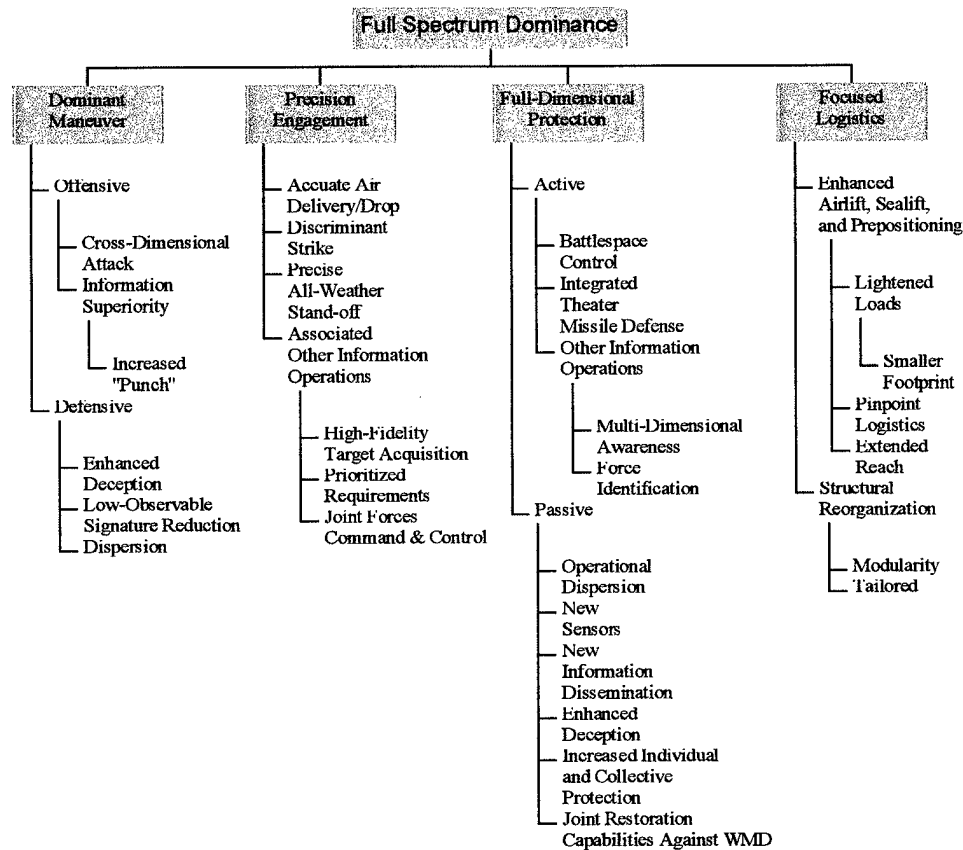 Full Spectrum Dominance
Dominant
Maneuver
Offensive
Cross-Dimensional
Attack
Information
Superiority
Increased
"Punch"
Defensive
Enhanced
Deception
Low-Observable
Signature Reduction
Dispersion
Precision
Engagement
Accuate Air
Delivery/Drop
Discriminant
Strike
Precise
All-Weather
Stand-off
Associated
Other Information
Operations
High-Fidelity
Target Acquisition
Prioritized
Requirements
Joint Forces
Command & Control
Full-Dimensional
Protection
Active
Battlespace
Control
Integrated
Theater
Missile Defense
Other Information
Operations
Multi-Dimensional
Awareness
Force
Identification
Passive
Operational
Dispersion
New
Sensors
New
Information
Dissemination
Enhanced
Deception
Increased Individual
and Collective
Protection
Joint Restoration
Capabilities Against WMD
Focused
Logistics
Enhanced
Airlift, Sealift,
and Prepositioning
Lightened
Loads
Smaller
Footprint
Pinpoint
Logistics
Extended
Reach
Structural
Reorganization
Modularity
Tailored